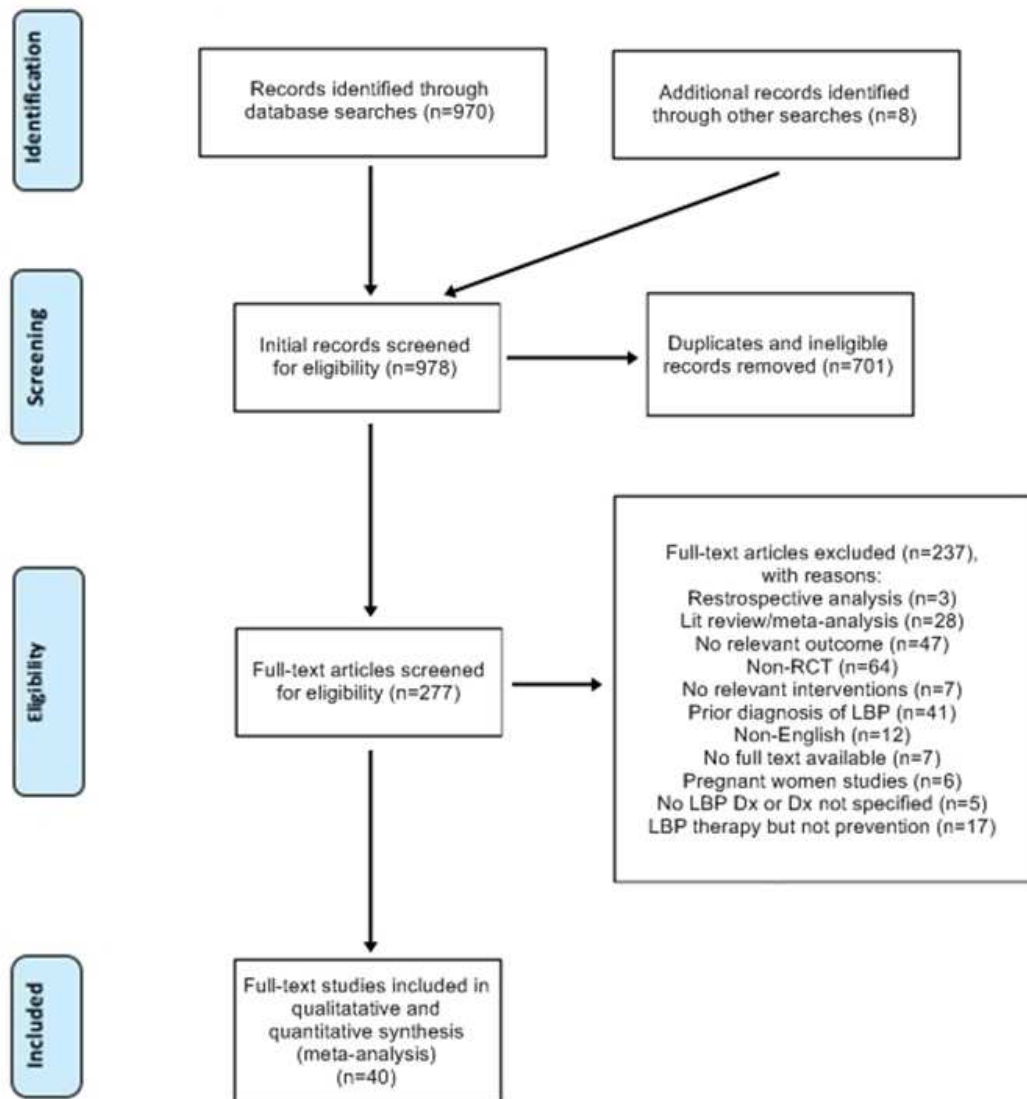 Identification
Records identified through
database searches (n=970)
Additional records identified
through other searches (n=8)
Screening
Initial records screened
for eligibility (n=978)
Duplicates and ineligible
records removed (n=701)
Eligibility
Full-text articles screened
for eligibility (n=277)
Full-text articles excluded (n=237),
with reasons:
Restrospective analysis (n=3)
Lit review/meta-analysis (n=28)
No relevant outcome (n=47)
Non-RCT (n=64)
No relevant interventions (n=7)
Prior diagnosis of LBP (n=41)
Non-English (n=12)
No full text available (n=7)
Pregnant women studies (n=6)
No LBP Dx or Dx not specified (n=5)
LBP therapy but not prevention (n=17)
Included
Full-text studies included in
qualitatative and
quantitative synthesis
(meta-analysis)
(n=40)